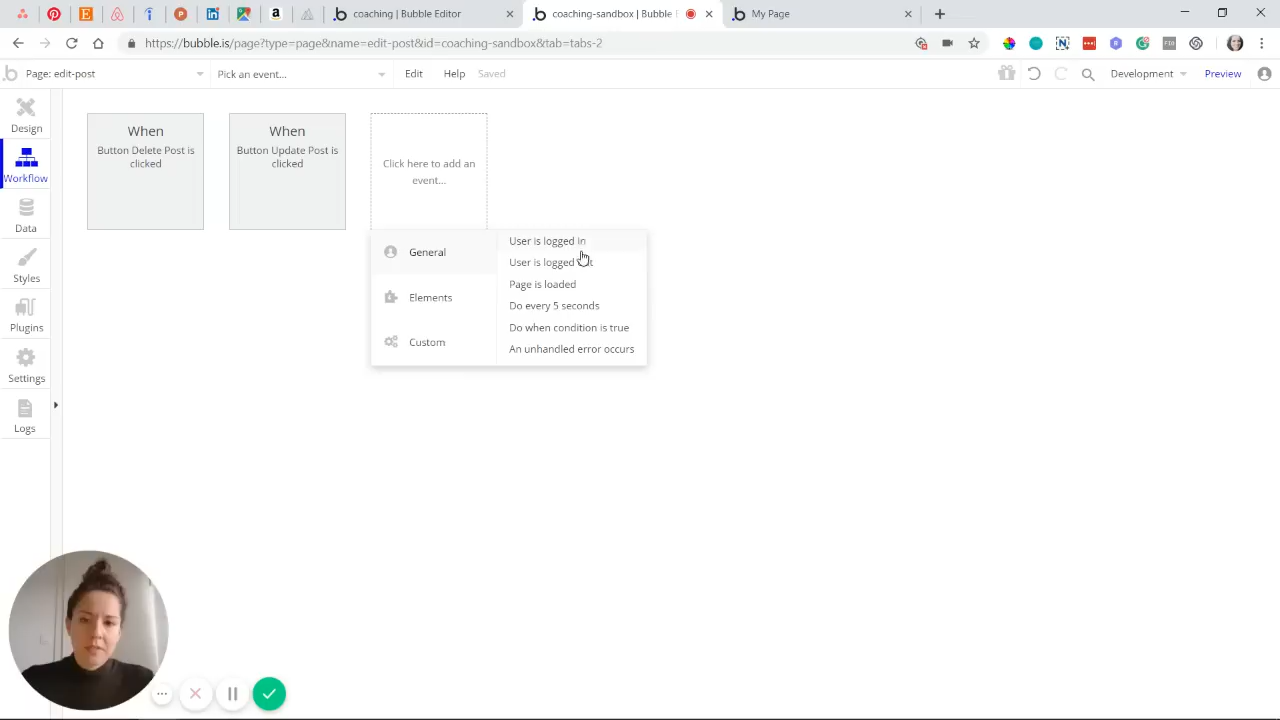 coaching | Bubble Editor
coaching-sandbox | Bubble E
My Page
https://bubble.is/page?type=page&name=edit-post&id=coaching-sandbox&tab=tabs-2
Page: edit-post
Pick an event...
Edit
Help
Saved
Development
Preview
Design
Workflow
Data
Styles
Plugins
Settings
Logs
When
Button Delete Post is
clicked
When
Button Update Post is
clicked
Click here to add an
event...
General
Elements
Custom
User is logged in
User is logged
Page is loaded
Do every 5 seconds
Do when condition is true
An unhandled error occurs